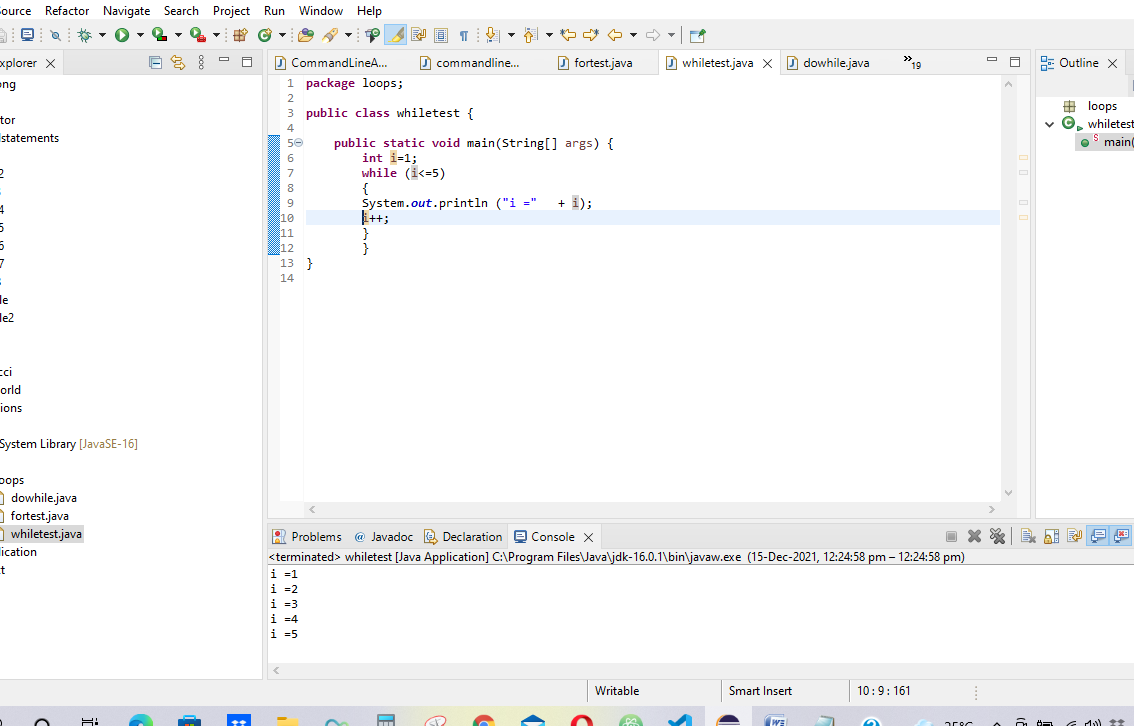 ource Refactor Navigate Search Project Run Window Help
xplorer
CommandLineA... commandline... fortest.java whiletest.java dowhile.java »19
Outline
ng
tor
lstatements
2
4
5
6
7
le
le2
cci
orld
ions
System Library [JavaSE-16]
oops
dowhile.java
fortest.java
whiletest.java
lication
t
1 package loops;
2
3 public class whiletest {
4
5 public static void main(String[] args) {
6 int i=1;
7 while (i<=5)
8 {
9 System.out.println ("i =" + i);
10 i++;
11 }
12 }
13 }
14
loops
whiletest
main(
Problems @ Javadoc Declaration Console
<terminated> whiletest [Java Application] C:\Program Files\Java\jdk-16.0.1\bin\javaw.exe (15-Dec-2021, 12:24:58 pm – 12:24:58 pm)
i =1
i =2
i =3
i =4
i =5
Writable Smart Insert 10 : 9 : 161